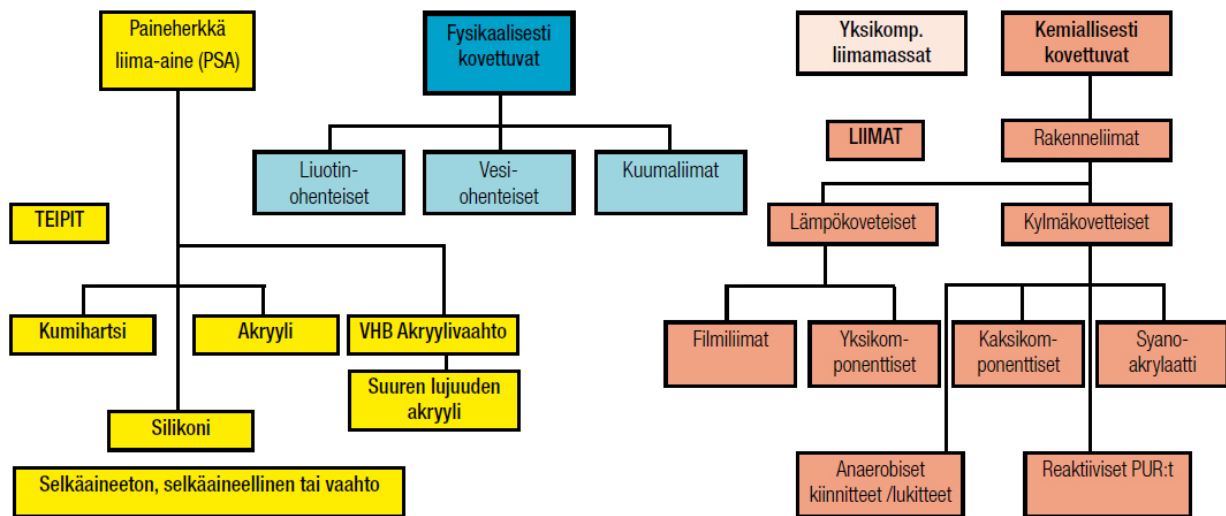 Paineherkkä
liima-aine (PSA)
Fysikaalisesti
kovettuvat
Yksikomp.
liimamassat
Kemiallisesti
kovettuvat
LIIMAT
Rakenneliimat
Liuotin-
ohenteiset
Vesi-
ohenteiset
Kuumaliimat
TEIPIT
Lämpökoveteiset
Kylmäkovetteiset
Kumihartsi
Akryyli
VHB Akryylivaahto
Filmiliimat
Yksikom-
ponenttiset
Kaksikom-
ponenttiset
Syano-
akrylaatti
Suuren lujuuden
akryyli
Silikoni
Selkäaineeton, selkäaineellinen tai vaahto
Anaerobiset
kiinnitteet /lukitteet
Reaktiiviset PUR:t